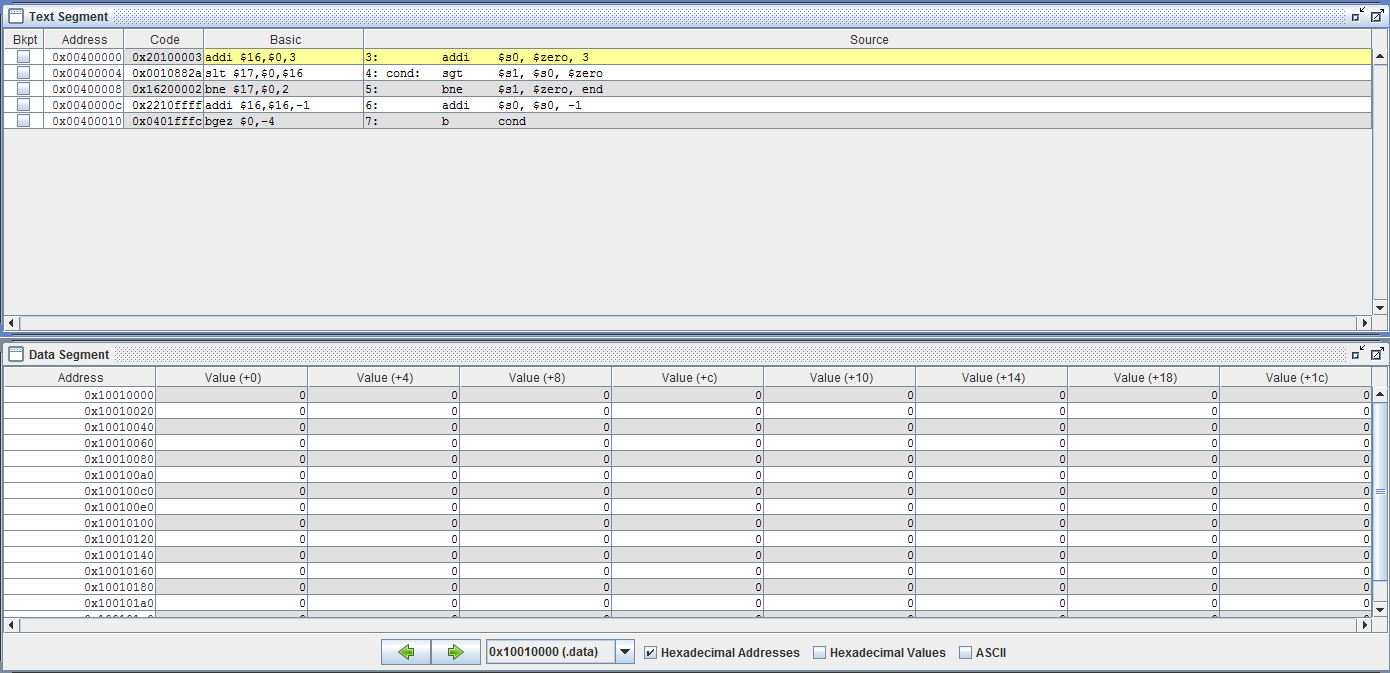 Text Segment
Bkpt Address Code Basic Source
0x00400000 0x20100003 addi $16,$0,3 3: addi $s0, $zero, 3
0x00400004 0x0010882a slt $17,$0,$16 4: cond: sgt $s1, $s0, $zero
0x00400008 0x16200002 bne $17,$0,2 5: bne $s1, $zero, end
0x0040000c 0x2210ffff addi $16,$16,-1 6: addi $s0, $s0, -1
0x00400010 0x0401fffc bgez $0,-4 7: b cond
Data Segment
Address Value (+0) Value (+4) Value (+8) Value (+c) Value (+10) Value (+14) Value (+18) Value (+1c)
0x10010000 0 0 0 0 0 0 0 0
0x10010020 0 0 0 0 0 0 0 0
0x10010040 0 0 0 0 0 0 0 0
0x10010060 0 0 0 0 0 0 0 0
0x10010080 0 0 0 0 0 0 0 0
0x100100a0 0 0 0 0 0 0 0 0
0x100100c0 0 0 0 0 0 0 0 0
0x100100e0 0 0 0 0 0 0 0 0
0x10010100 0 0 0 0 0 0 0 0
0x10010120 0 0 0 0 0 0 0 0
0x10010140 0 0 0 0 0 0 0 0
0x10010160 0 0 0 0 0 0 0 0
0x10010180 0 0 0 0 0 0 0 0
0x100101a0 0 0 0 0 0 0 0 0
0x10010000 (.data) Hexadecimal Addresses Hexadecimal Values ASCII